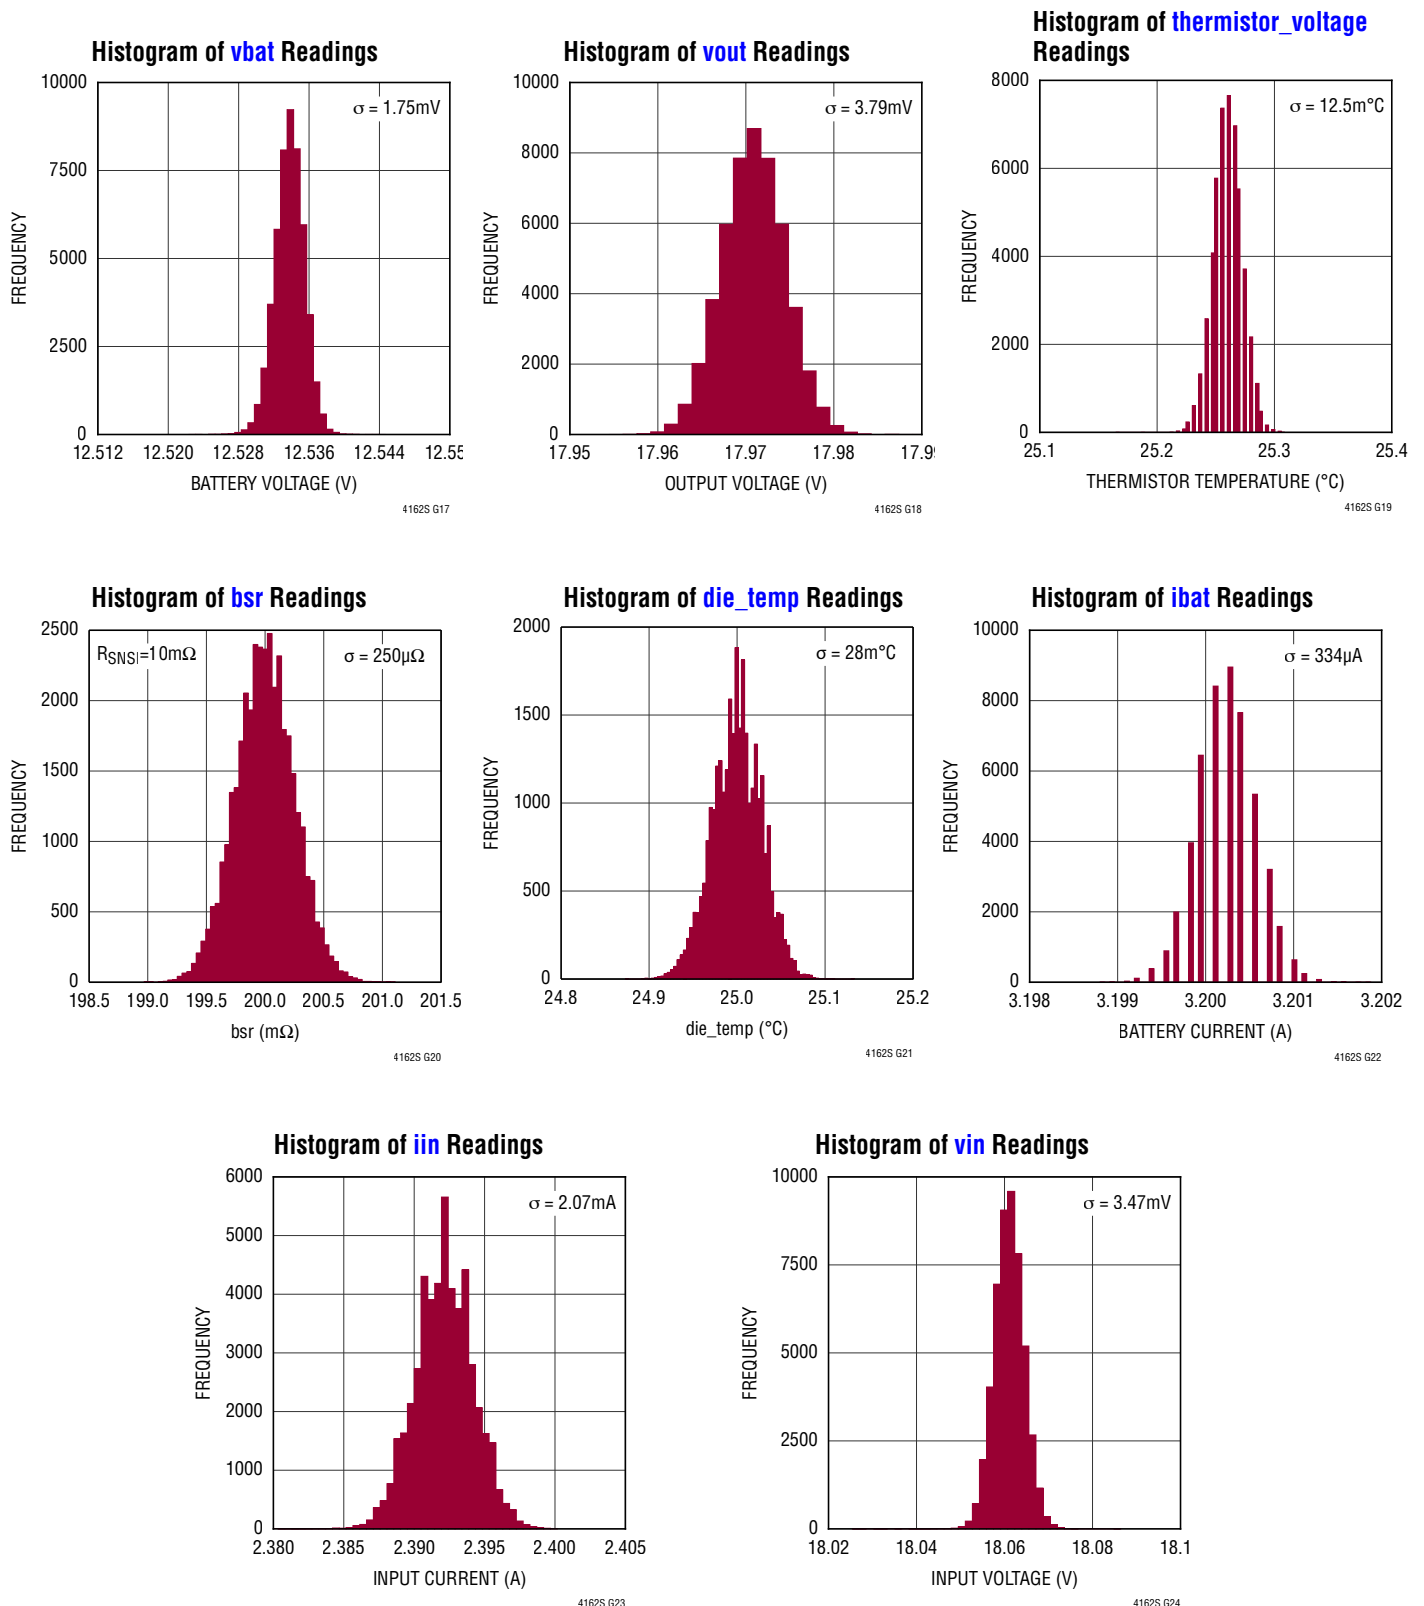 Histogram of vbat Readings
10000
7500
5000
2500
0
FREQUENCY
σ = 1.75mV
12.512 12.520 12.528 12.536 12.544
BATTERY VOLTAGE (V)
4162S G17
Histogram of vout Readings
10000
8000
6000
4000
2000
0
FREQUENCY
σ = 3.79mV
17.95 17.96 17.97 17.98
OUTPUT VOLTAGE (V)
4162S G18
Histogram of thermistor_voltage
Readings
8000
6000
4000
2000
0
FREQUENCY
σ = 12.5m°C
25.1 25.2 25.3 25.4
THERMISTOR TEMPERATURE (°C)
4162S G19
Histogram of bsr Readings
2500
2000
1500
1000
500
0
FREQUENCY
RSNSI=10mΩ
σ = 250μΩ
198.5 199.0 199.5 200.0 200.5 201.0 201.5
bsr (mΩ)
4162S G20
Histogram of die_temp Readings
2000
1500
1000
500
0
FREQUENCY
σ = 28m°C
24.8 24.9 25.0 25.1 25.2
die_temp (°C)
4162S G21
Histogram of ibat Readings
10000
8000
6000
4000
2000
0
FREQUENCY
σ = 334μA
3.198 3.199 3.200 3.201 3.202
BATTERY CURRENT (A)
4162S G22
Histogram of iin Readings
6000
5000
4000
3000
2000
1000
0
FREQUENCY
σ = 2.07mA
2.380 2.385 2.390 2.395 2.400 2.405
INPUT CURRENT (A)
4162S G23
Histogram of vin Readings
10000
7500
5000
2500
0
FREQUENCY
σ = 3.47mV
18.02 18.04 18.06 18.08 18.1
INPUT VOLTAGE (V)
4162S G24